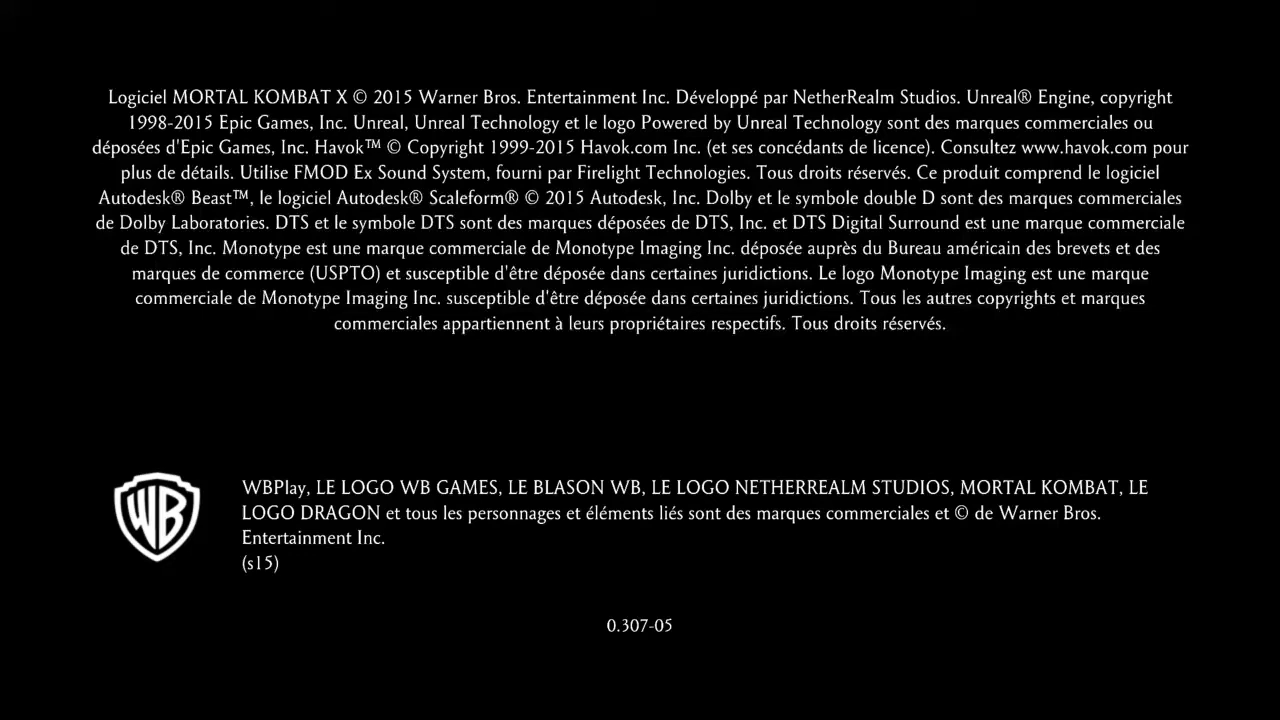 Logiciel MORTAL KOMBAT X © 2015 Warner Bros. Entertainment Inc. Développé par NetherRealm Studios. Unreal® Engine, copyright
1998-2015 Epic Games, Inc. Unreal, Unreal Technology et le logo Powered by Unreal Technology sont des marques commerciales ou
déposées d'Epic Games, Inc. Havok™ © Copyright 1999-2015 Havok.com Inc. (et ses concédants de licence). Consultez www.havok.com pour
plus de détails. Utilise FMOD Ex Sound System, fourni par Firelight Technologies. Tous droits réservés. Ce produit comprend le logiciel
Autodesk® Beast™, le logiciel Autodesk® Scaleform® © 2015 Autodesk, Inc. Dolby et le symbole double D sont des marques commerciales
de Dolby Laboratories. DTS et le symbole DTS sont des marques déposées de DTS, Inc. et DTS Digital Surround est une marque commerciale
de DTS, Inc. Monotype est une marque commerciale de Monotype Imaging Inc. déposée auprès du Bureau américain des brevets et des
marques de commerce (USPTO) et susceptible d'être déposée dans certaines juridictions. Le logo Monotype Imaging est une marque
commerciale de Monotype Imaging Inc. susceptible d'être déposée dans certaines juridictions. Tous les autres copyrights et marques
commerciales appartiennent à leurs propriétaires respectifs. Tous droits réservés.
WB
WBPlay, LE LOGO WB GAMES, LE BLASON WB, LE LOGO NETHERREALM STUDIOS, MORTAL KOMBAT, LE
LOGO DRAGON et tous les personnages et éléments liés sont des marques commerciales et © de Warner Bros.
Entertainment Inc.
(s15)
0.307-05